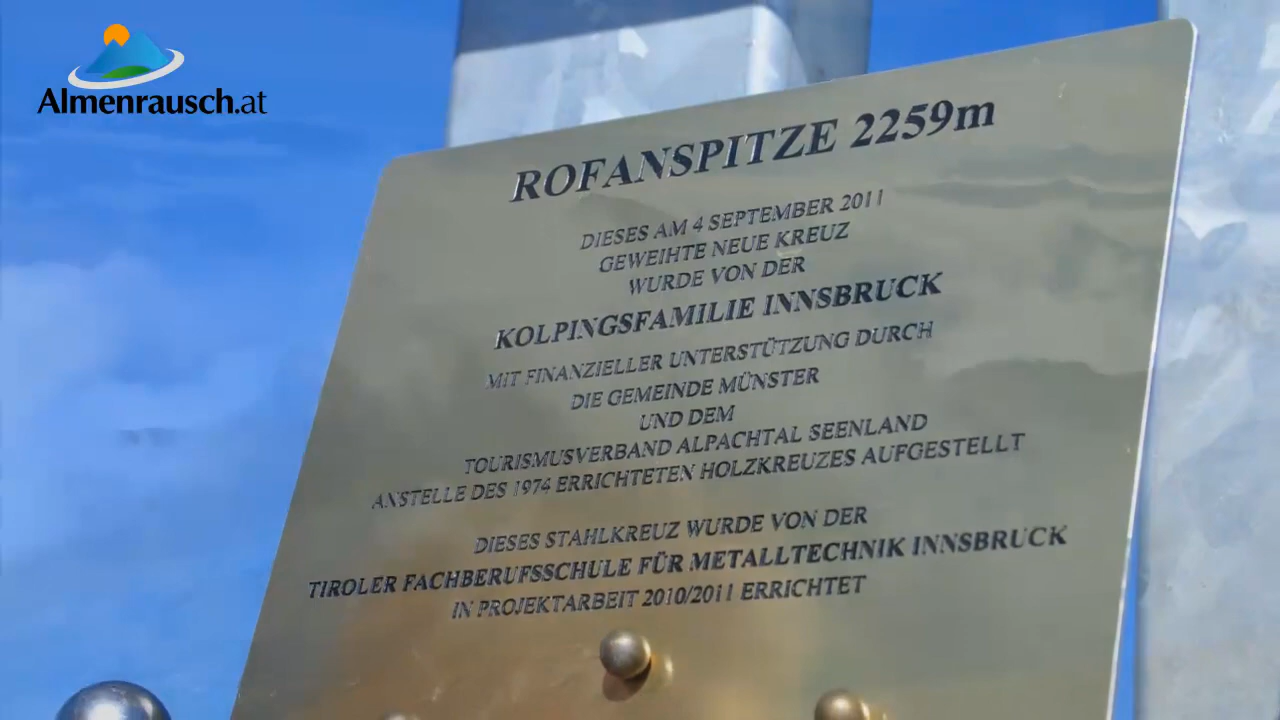 Almenrausch.at
ROFANSPITZE 2259m
DIESES AM 4 SEPTEMBER 2011
GEWEIHTE NEUE KREUZ
WURDE VON DER
KOLPINGSFAMILIE INNSBRUCK
MIT FINANZIELLER UNTERSTÜTZUNG DURCH
DIE GEMEINDE MÜNSTER
UND DEM
TOURISMUSVERBAND ALPACHTAL SEENLAND
ANSTELLE DES 1974 ERRICHTETEN HOLZKREUZES AUFGESTELLT
DIESES STAHLKREUZ WURDE VON DER
TIROLER FACHBERUFSSCHULE FÜR METALLTECHNIK INNSBRUCK
IN PROJEKTARBEIT 2010/2011 ERRICHTET